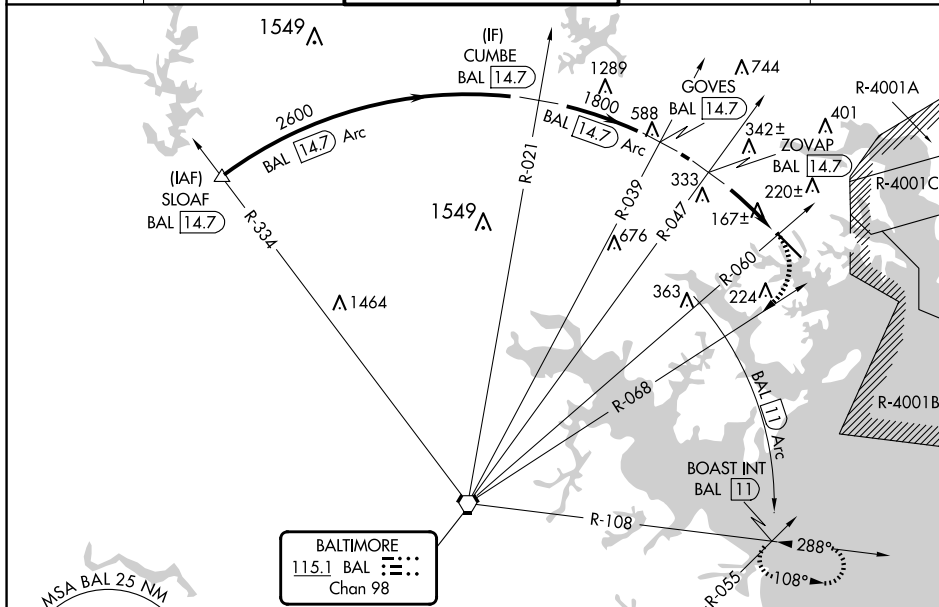 1549
(IF)
CUMBE
BAL 14.7
1289
744
GOVES
BAL 14.7
R-4001A
2600
1800
588
BAL 14.7 Arc
BAL 14.7 Arc
342±
401
ZOVAP
BAL 14.7
(IAF)
SLOAF
BAL 14.7
R-021
R-039
333
R-047
220±
R-4001C
R-334
1549
676
167±
R-060
1464
363
224
R-068
BAL 11 Arc
R-4001B
BOAST INT
BAL 11
R-108
288°
108°
R-055
BALTIMORE
115.1 BAL
Chan 98
MSA BAL 25 NM